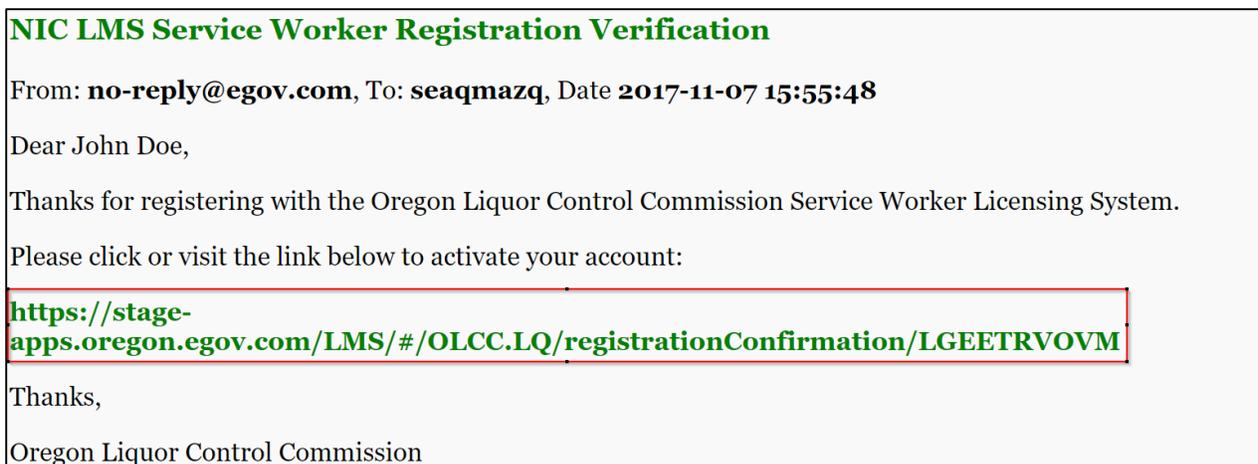 NIC LMS Service Worker Registration Verification
From: no-reply@egov.com, To: seaqmazq, Date 2017-11-07 15:55:48
Dear John Doe,
Thanks for registering with the Oregon Liquor Control Commission Service Worker Licensing System.
Please click or visit the link below to activate your account:
https://stage-
apps.oregon.egov.com/LMS/#/OLCC.LQ/registrationConfirmation/LGEETRVOVM
Thanks,
Oregon Liquor Control Commission